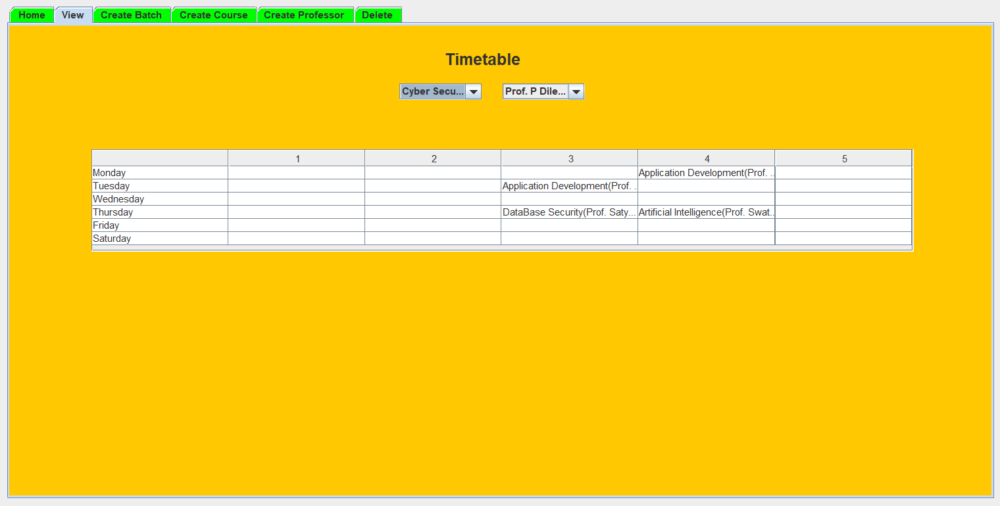 Home View Create Batch Create Course Create Professor Delete
Timetable
Cyber Secu... Prof. P Dile...
1 2 3 4 5
Monday Application Development(Prof. ..
Tuesday Application Development(Prof. .
Wednesday
Thursday DataBase Security(Prof. Saty... Artificial Intelligence(Prof. Swat..
Friday
Saturday